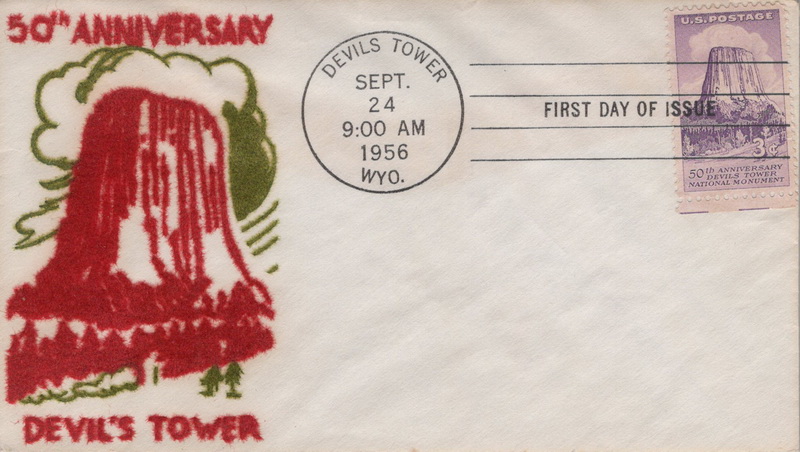 50th ANNIVERSARY
DEVIL'S TOWER
DEVILS TOWER
SEPT.
24
9:00 AM
1956
WYO.
FIRST DAY OF ISSUE
U.S. POSTAGE
3¢
50th ANNIVERSARY
DEVILS TOWER
NATIONAL MONUMENT